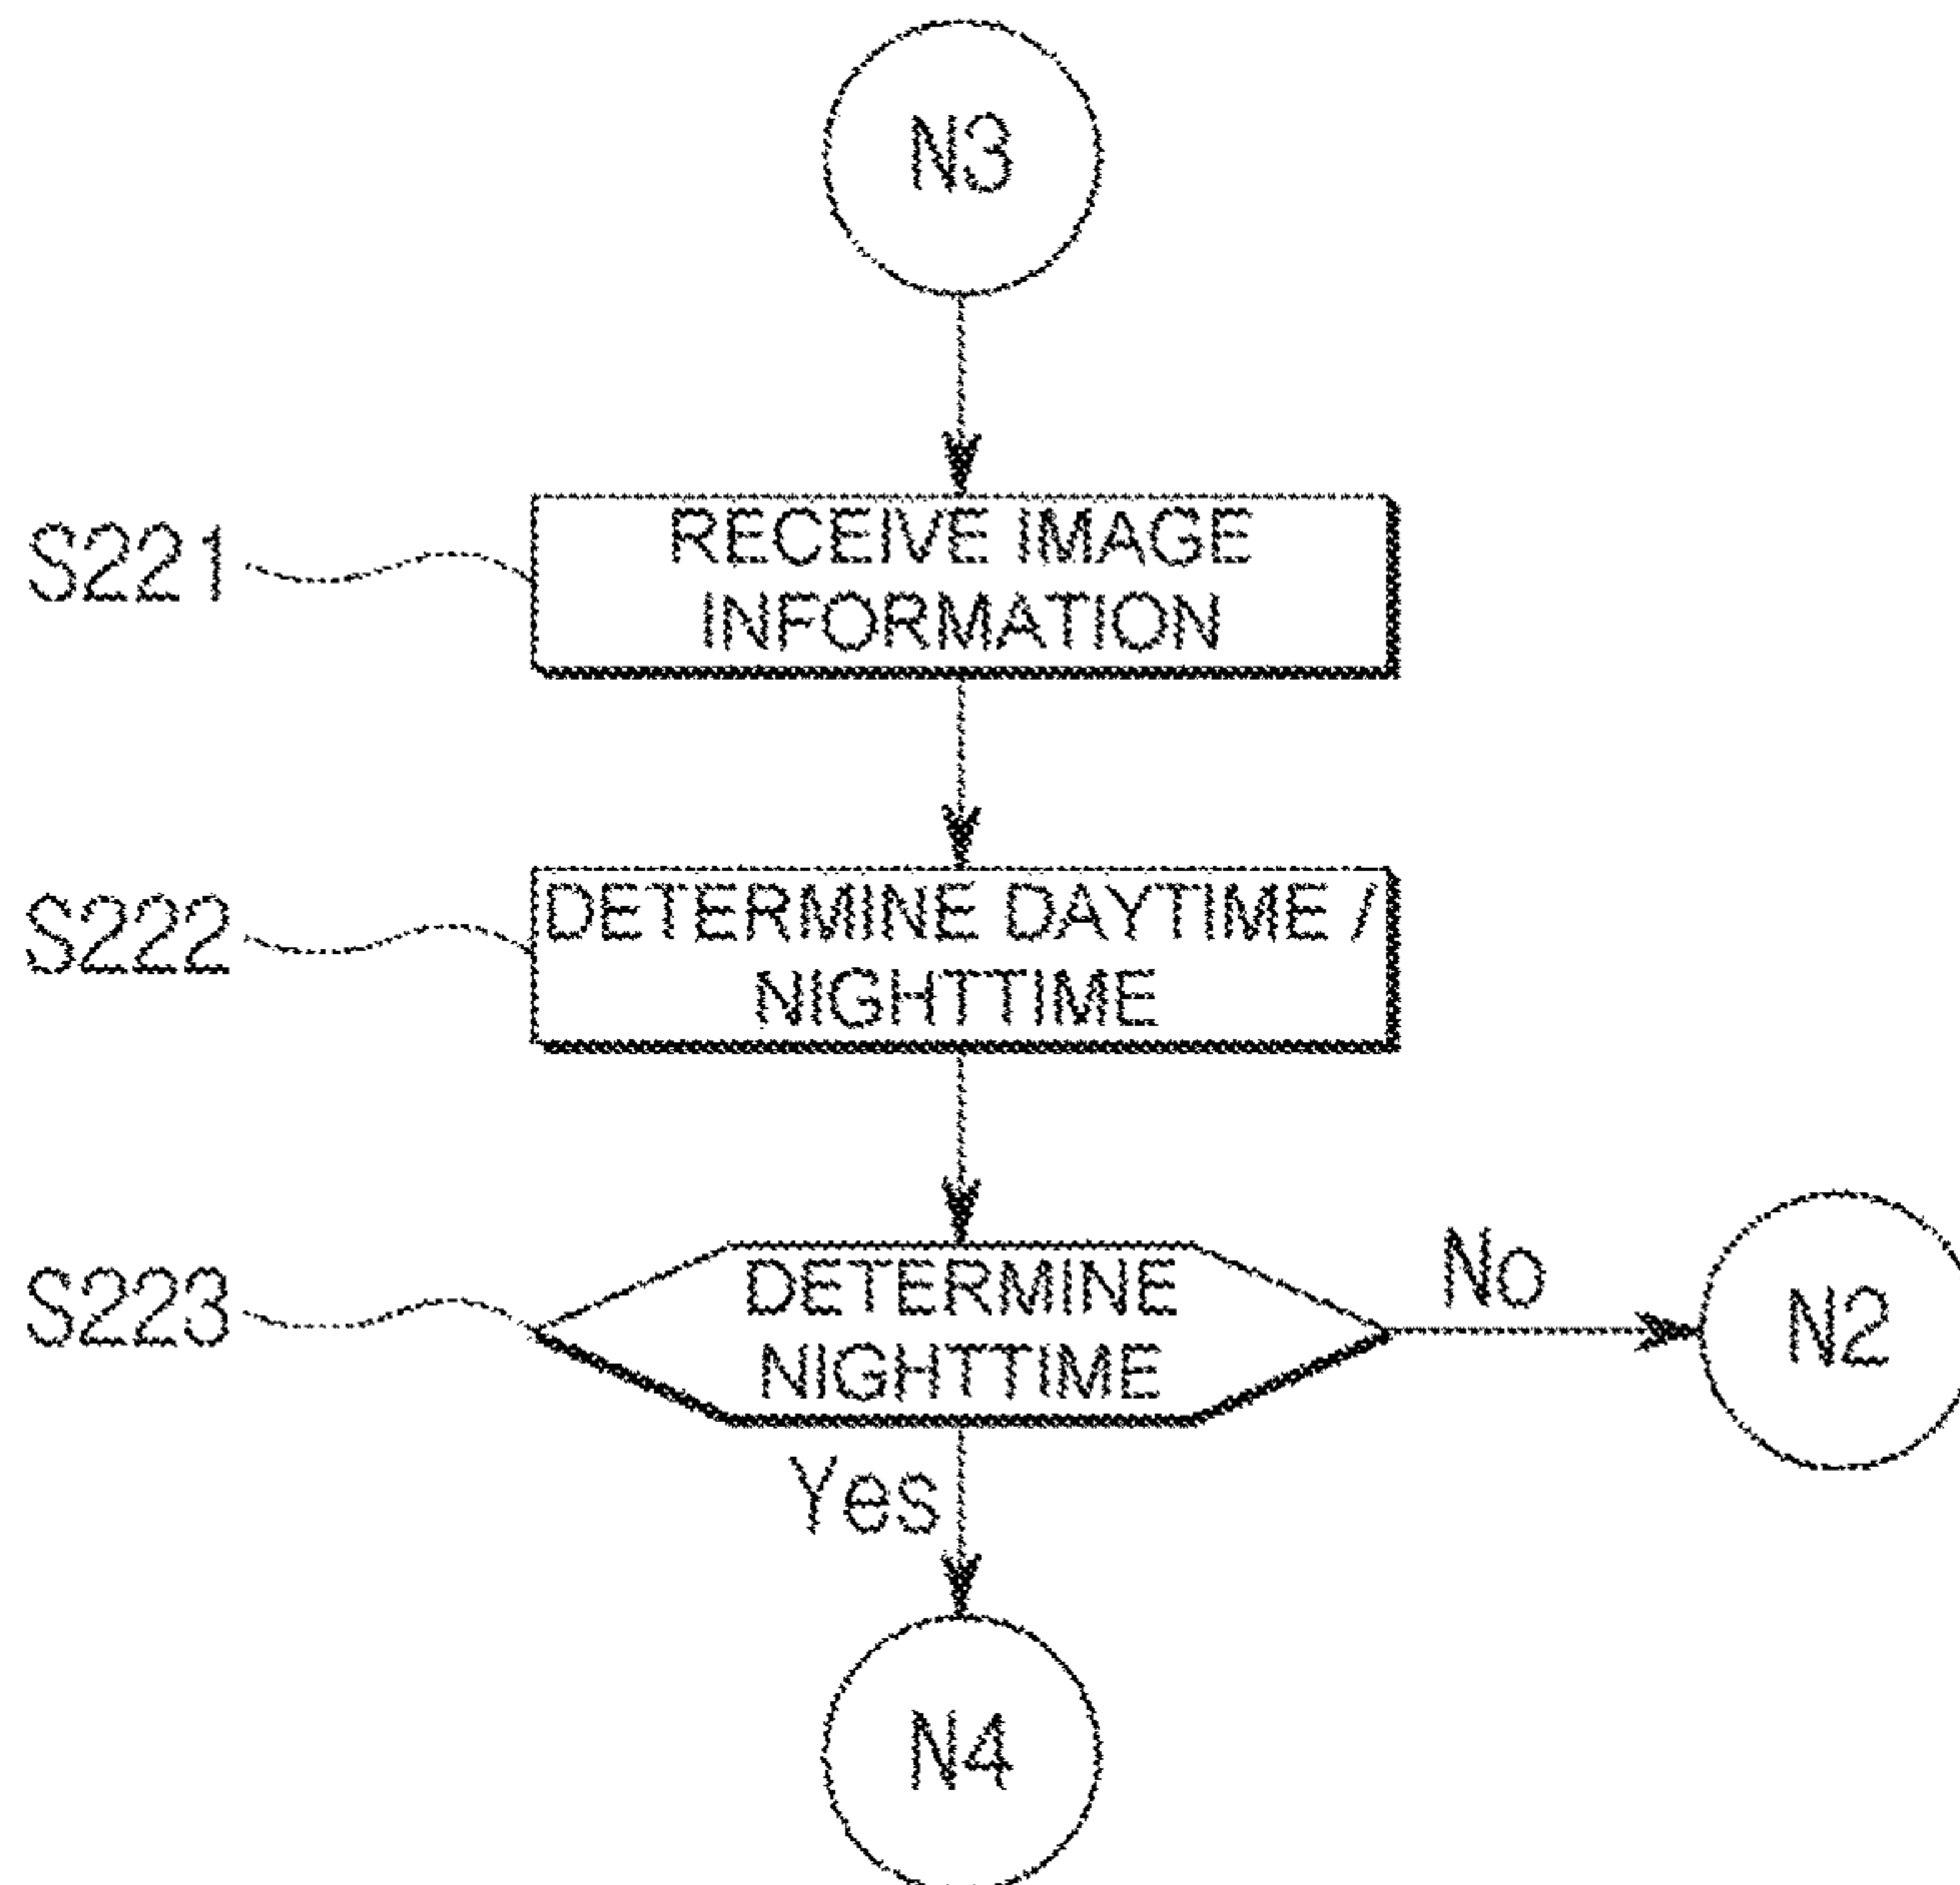 N3
S221
RECEIVE IMAGE
INFORMATION
S222
DETERMINE DAYTIME /
NIGHTTIME
S223
DETERMINE
NIGHTTIME
No
N2
Yes
N4